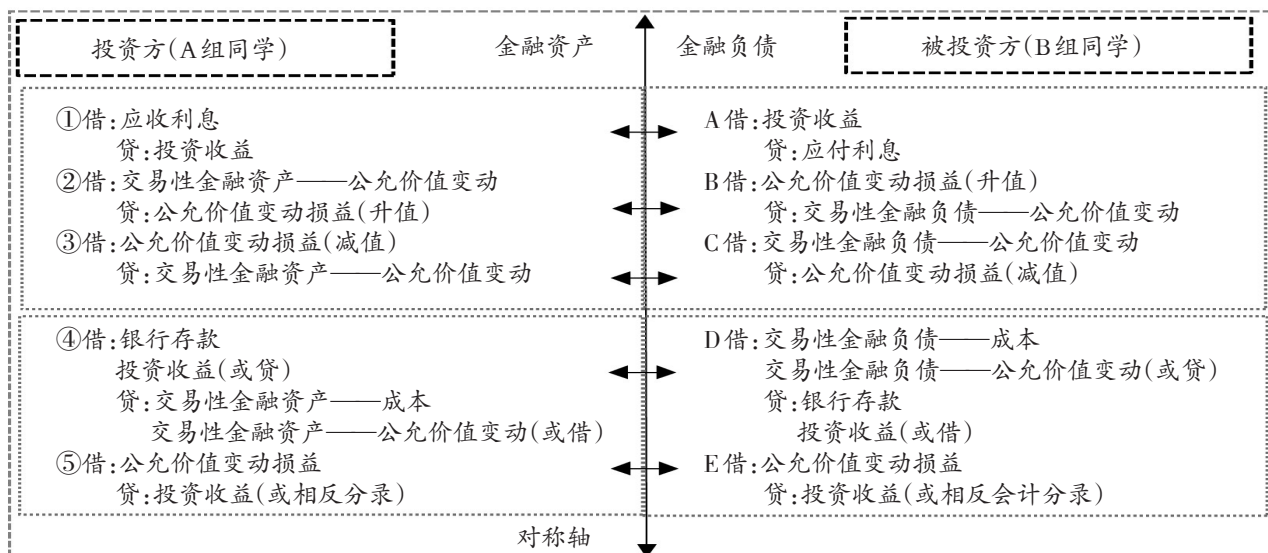 投资方(A组同学)
金融资产
金融负债
被投资方(B组同学)
①借:应收利息
贷:投资收益
②借:交易性金融资产——公允价值变动
贷:公允价值变动损益(升值)
③借:公允价值变动损益(减值)
贷:交易性金融资产——公允价值变动
A借:投资收益
贷:应付利息
B借:公允价值变动损益(升值)
贷:交易性金融负债——公允价值变动
C借:交易性金融负债——公允价值变动
贷:公允价值变动损益(减值)
④借:银行存款
投资收益(或贷)
贷:交易性金融资产——成本
交易性金融资产——公允价值变动(或借)
⑤借:公允价值变动损益
贷:投资收益(或相反分录)
D借:交易性金融负债——成本
交易性金融负债——公允价值变动(或贷)
贷:银行存款
投资收益(或借)
E借:公允价值变动损益
贷:投资收益(或相反会计分录)
对称轴